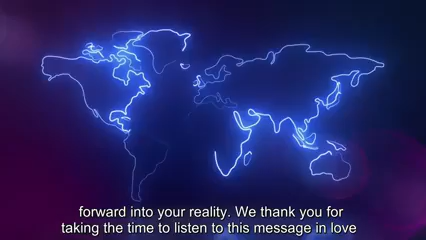 forward into your reality. We thank you for
taking the time to listen to this message in love